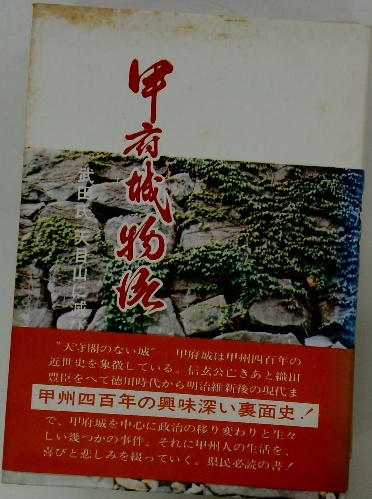 甲府城物語
武田氏 天目山に滅
"天守閣のない城" 甲府城は甲州四百年の
近世史を象徴している。信玄公亡きあと織田
豊臣をへて徳川時代から明治維新後の現代ま
甲州四百年の興味深い裏面史！
で、甲府城を中心に政治の移り変わりと生々
しい幾つかの事件、それに甲州人の生活を、
喜びと悲しみを綴っていく。県民必読の書！